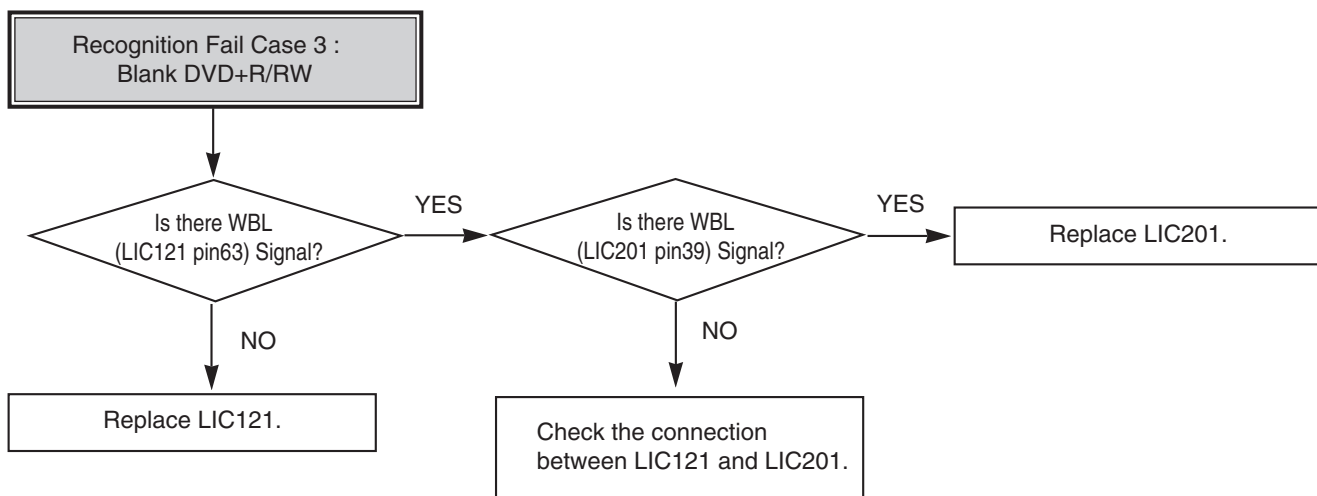 Recognition Fail Case 3 :
Blank DVD+R/RW
Is there WBL
(LIC121 pin63) Signal?
YES
Is there WBL
(LIC201 pin39) Signal?
YES
Replace LIC201.
NO
Replace LIC121.
NO
Check the connection
between LIC121 and LIC201.